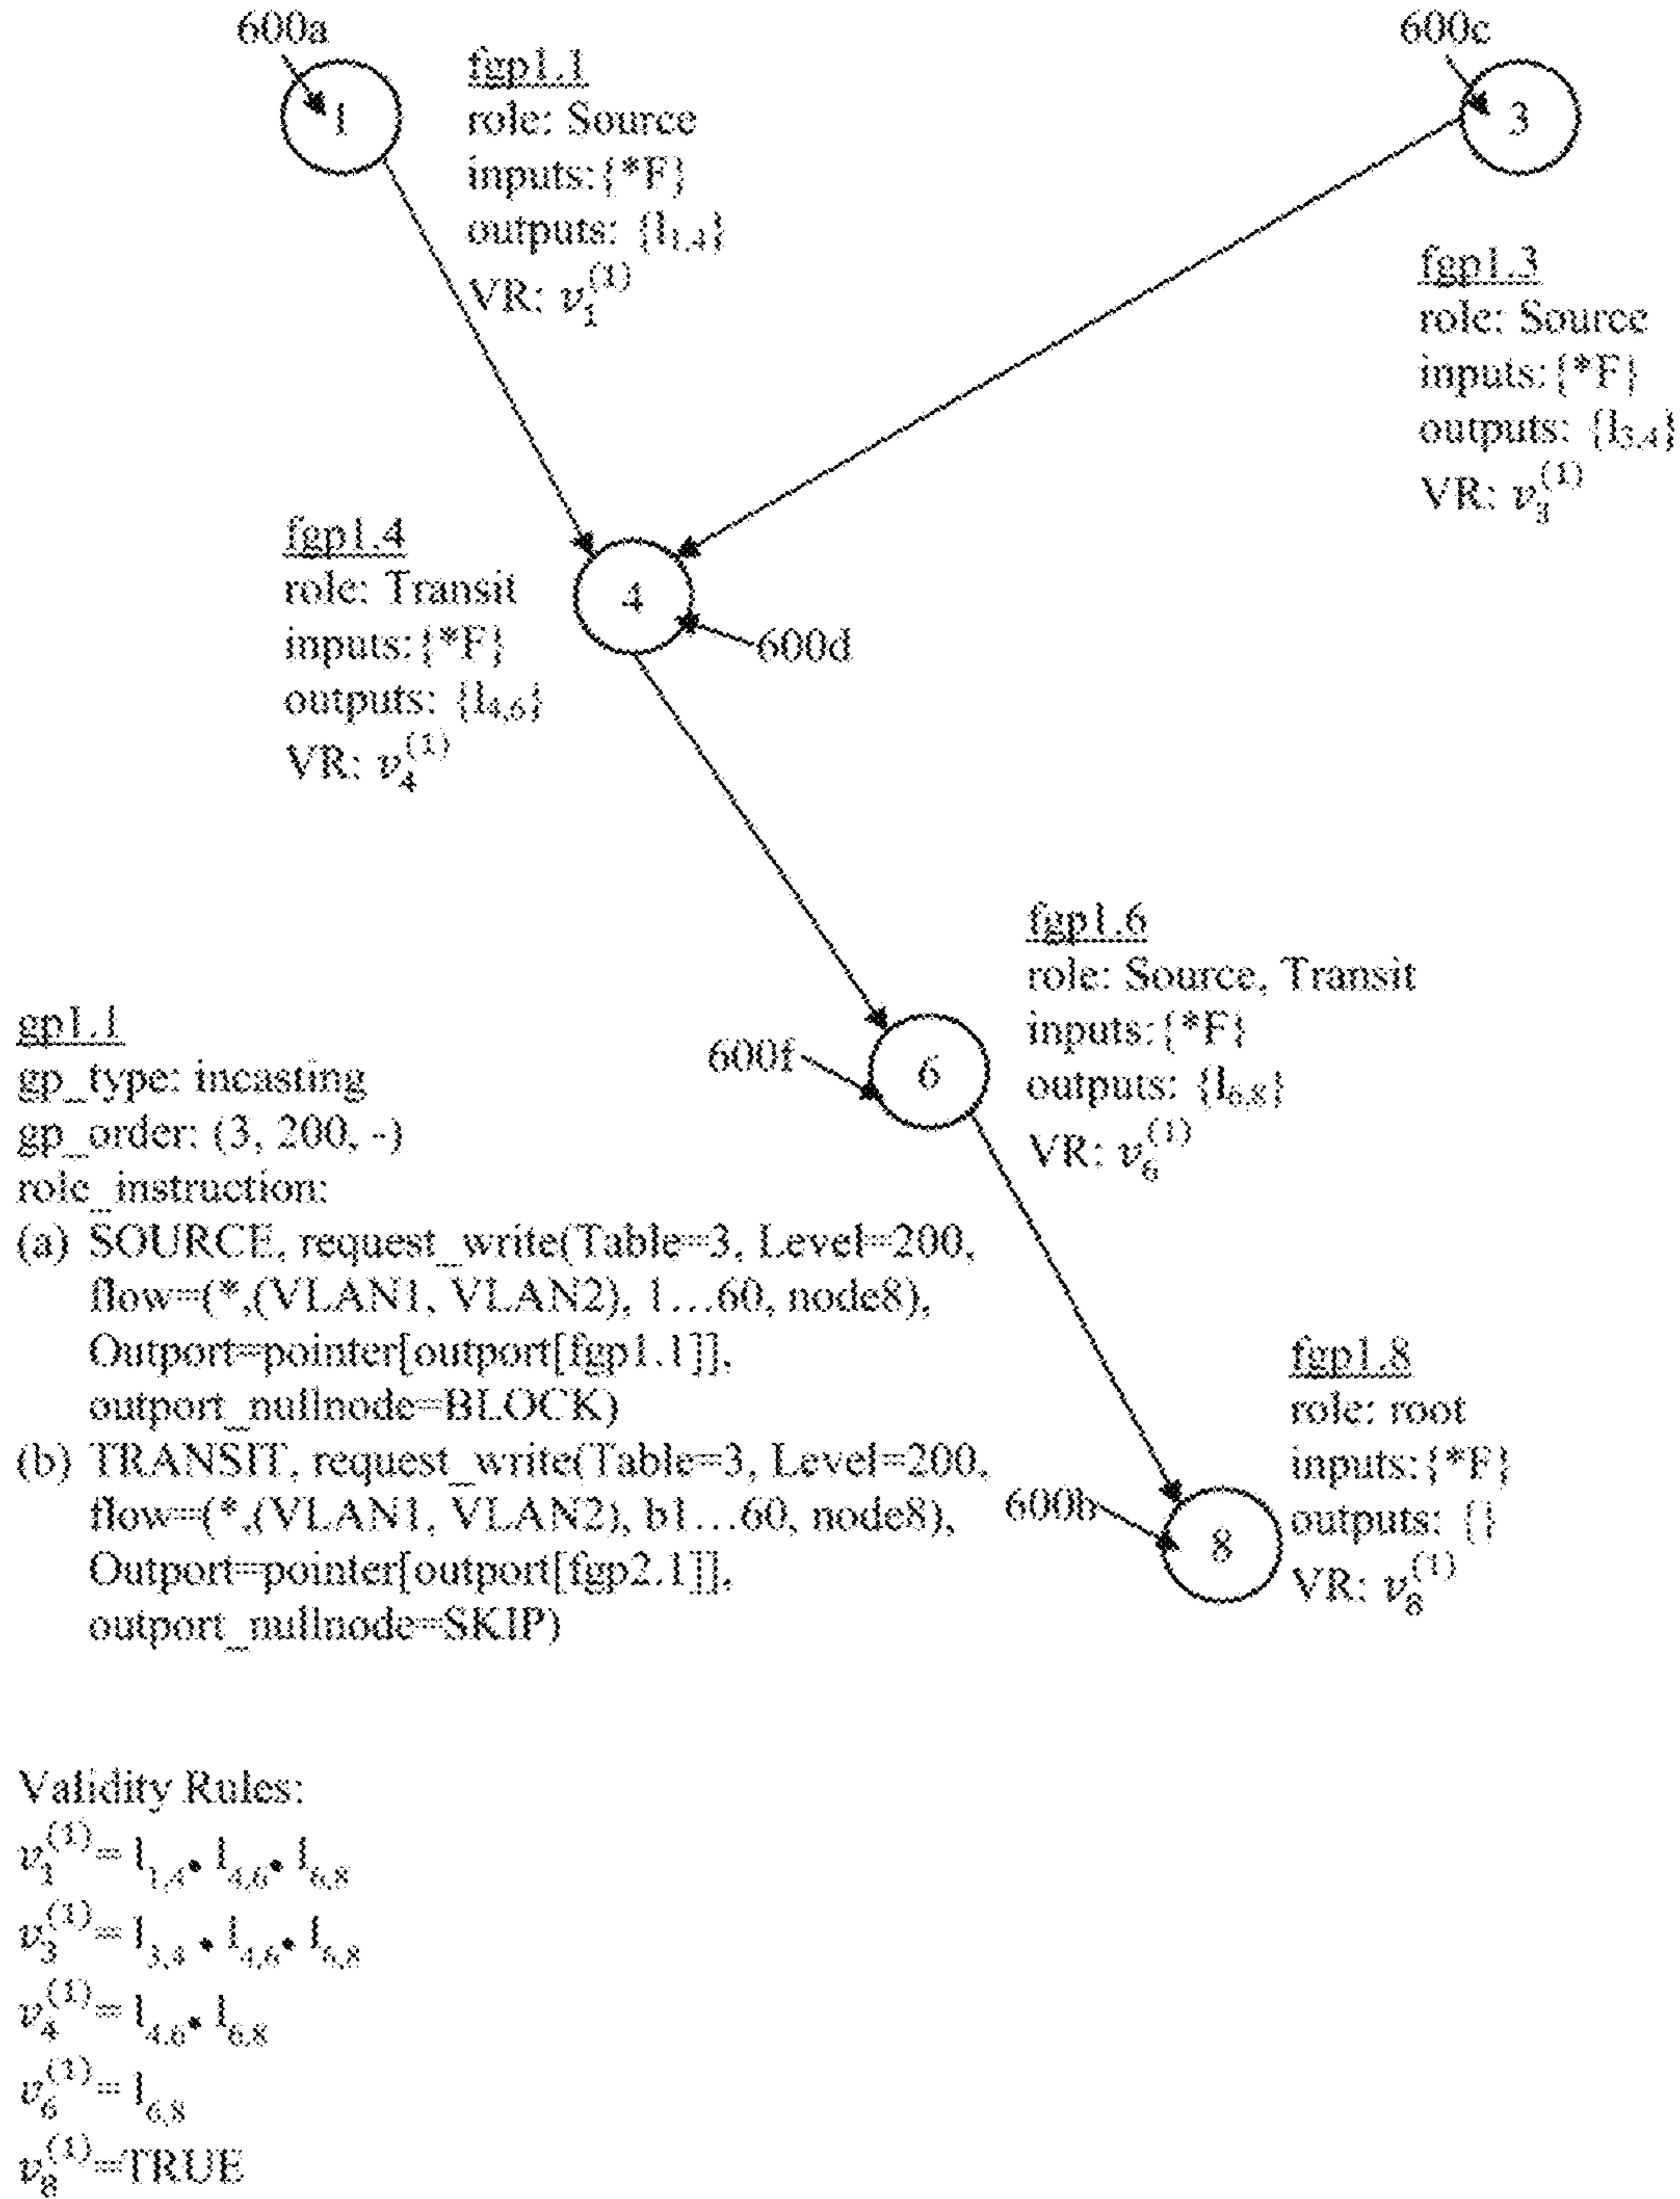 600a
1
fgp1.1
role: Source
inputs:{*F}
outputs: {l1,4}
VR: v1(1)
600c
3
fgp1.3
role: Source
inputs:{*F}
outputs: {l3,4}
VR: v3(1)
fgp1.4
role: Transit
inputs:{*F}
outputs: {l4,6}
VR: v4(1)
4
600d
fgp1.6
role: Source, Transit
inputs:{*F}
outputs: {l6,8}
VR: v6(1)
600f
6
gp1.1
gp_type: incasting
gp_order: (3, 200, -)
role_instruction:
(a) SOURCE, request_write(Table=3, Level=200,
flow=(*,(VLAN1, VLAN2), 1…60, node8),
Outport=pointer[outport[fgp1.1]],
outport_nullnode=BLOCK)
(b) TRANSIT, request_write(Table=3, Level=200,
flow=(*,(VLAN1, VLAN2), b1…60, node8),
Outport=pointer[outport[fgp2.1]],
outport_nullnode=SKIP)
fgp1.8
role: root
inputs:{*F}
outputs: {}
VR: v8(1)
600h
8
Validity Rules:
v1(1)= l1,4• l4,6• l6,8
v3(1)= l3,4 • l4,6• l6,8
v4(1)= l4,6• l6,8
v6(1)= l6,8
v8(1)=TRUE